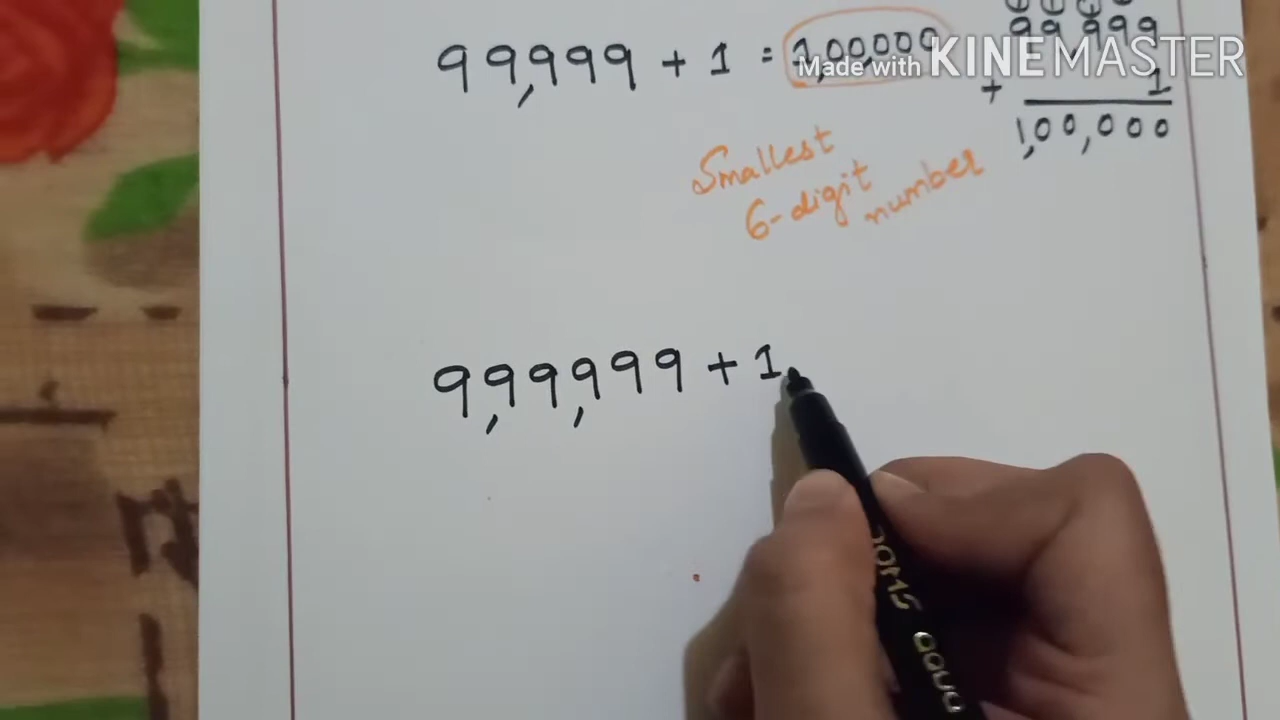 99,999 + 1 = 1,00,000
99,999
+ 1
1,00,000
Made with KINEMASTER
Smallest
6-digit
number
9,99,999 + 1
DOMS